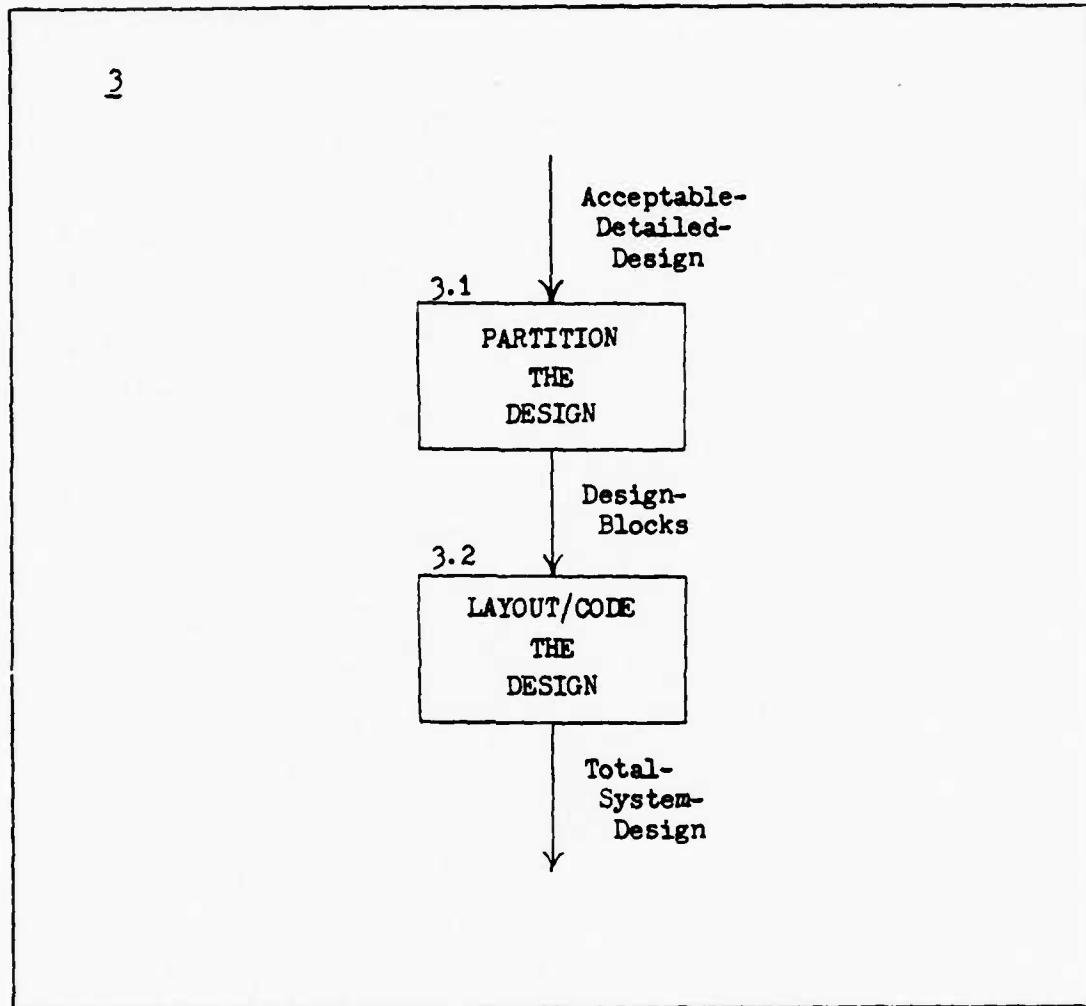 3
Acceptable-
Detailed-
Design
3.1
PARTITION
THE
DESIGN
Design-
Blocks
3.2
LAYOUT/CODE
THE
DESIGN
Total-
System-
Design